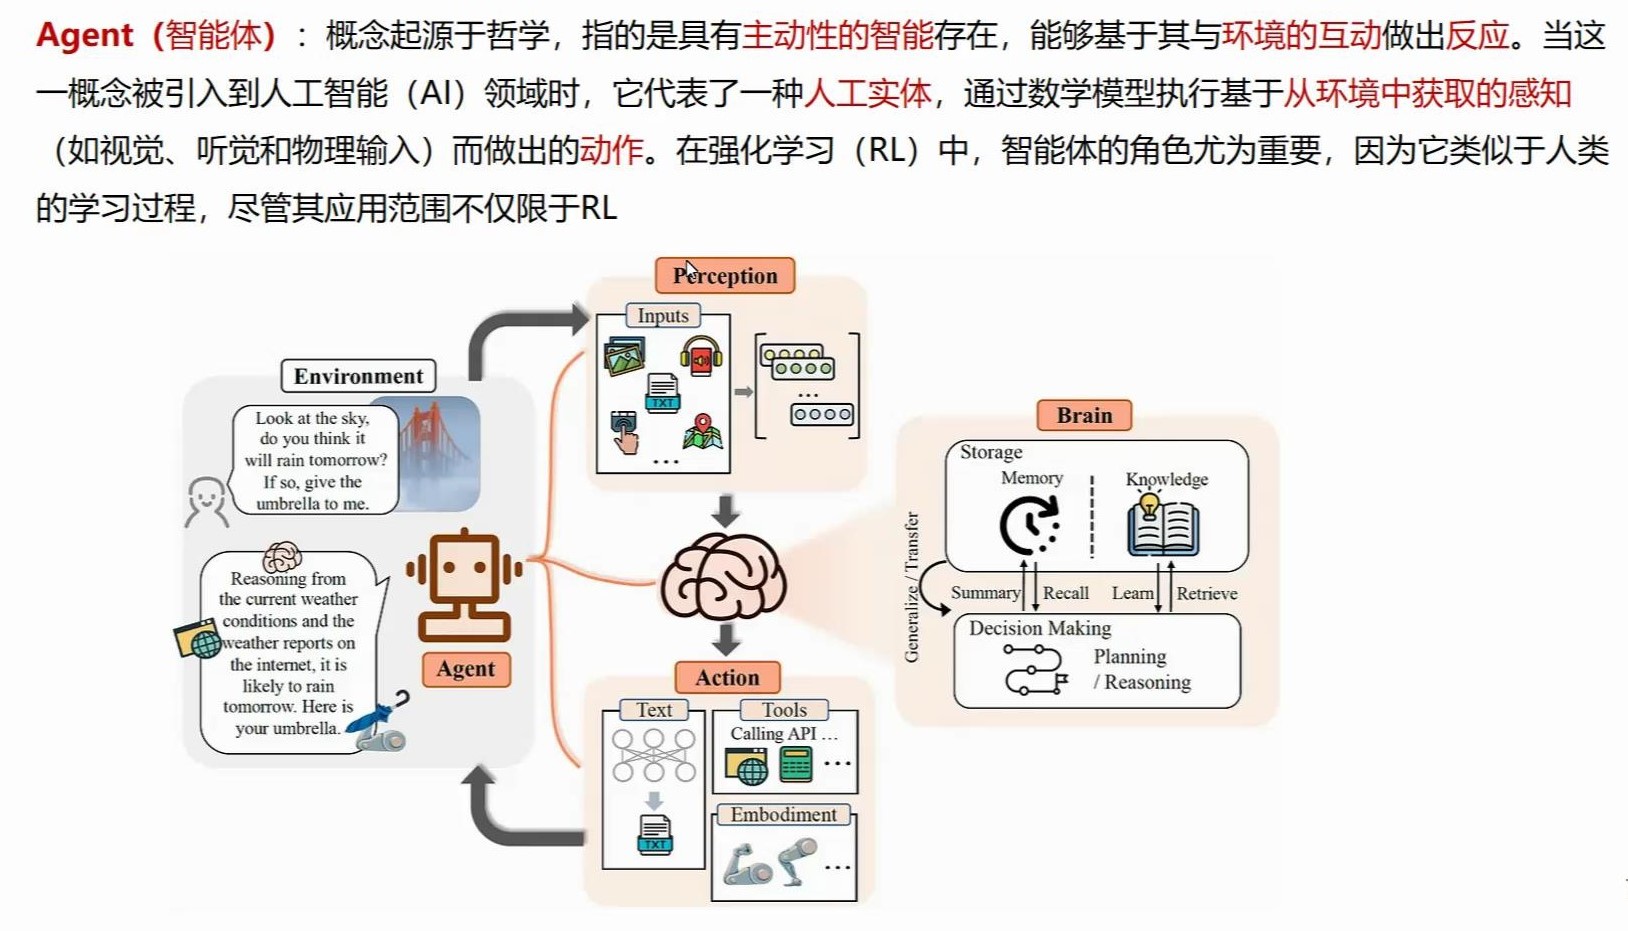 Agent（智能体）：概念起源于哲学，指的是具有主动性的智能存在，能够基于其与环境的互动做出反应。当这
一概念被引入到人工智能（AI）领域时，它代表了一种人工实体，通过数学模型执行基于从环境中获取的感知
（如视觉、听觉和物理输入）而做出的动作。在强化学习（RL）中，智能体的角色尤为重要，因为它类似于人类
的学习过程，尽管其应用范围不仅限于RL
Environment
Look at the sky,
do you think it
will rain tomorrow?
If so, give the
umbrella to me.
Reasoning from
the current weather
conditions and the
weather reports on
the internet, it is
likely to rain
tomorrow. Here is
your umbrella.
Agent
Perception
Inputs
TXT
...
...
Action
Text
TXT
Tools
Calling API ...
...
Embodiment
...
Brain
Storage
Memory
Knowledge
Generalize / Transfer
Summary
Recall
Learn
Retrieve
Decision Making
Planning
/ Reasoning